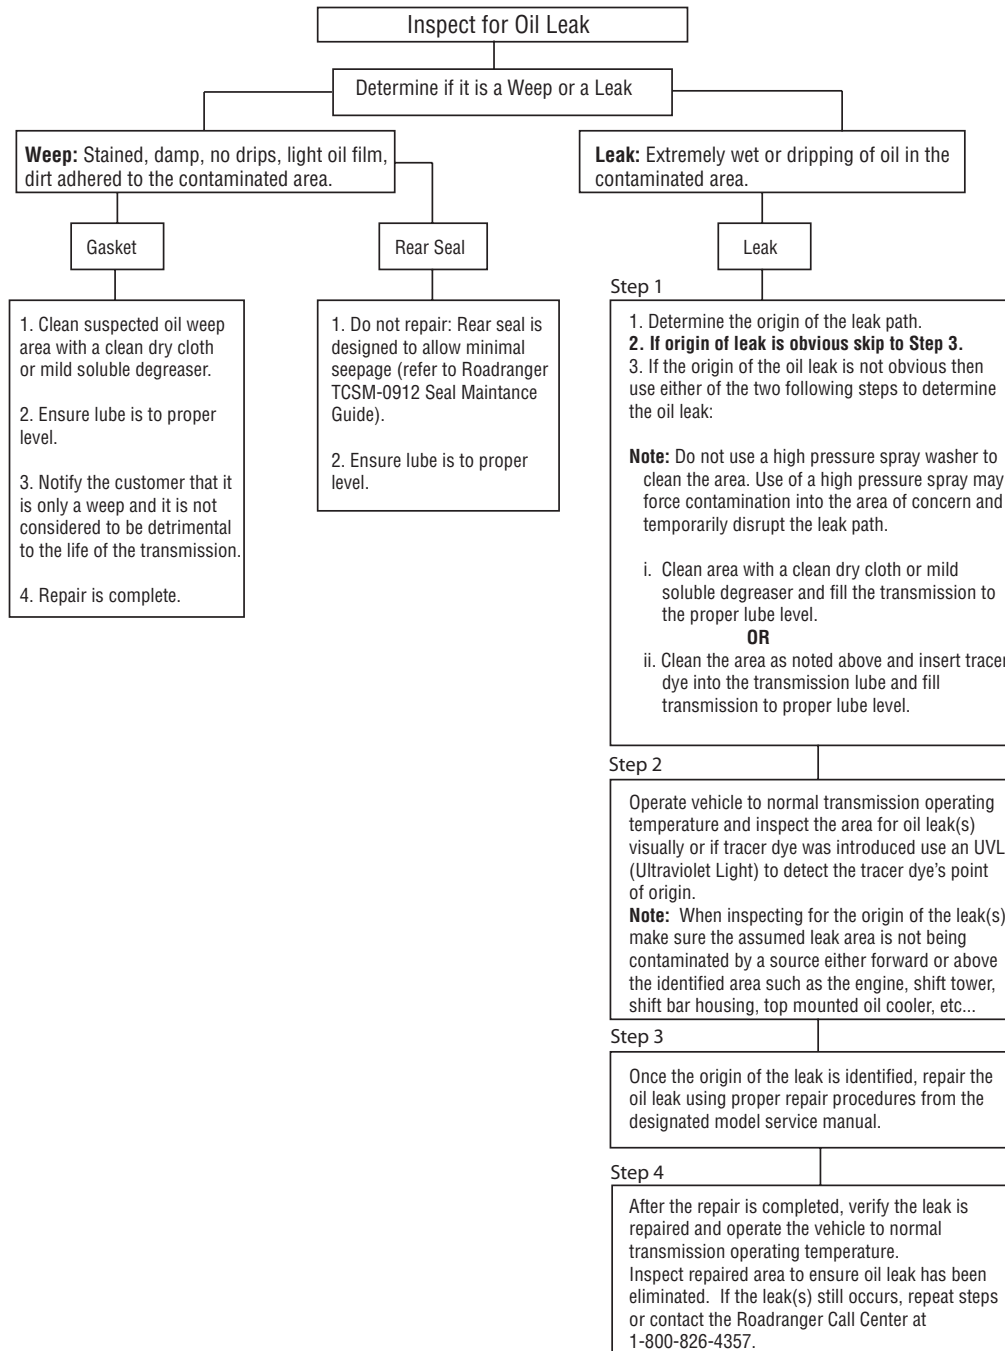 Inspect for Oil Leak
Determine if it is a Weep or a Leak
Weep: Stained, damp, no drips, light oil film,
dirt adhered to the contaminated area.
Leak: Extremely wet or dripping of oil in the
contaminated area.
Gasket
Rear Seal
Leak
1. Clean suspected oil weep
area with a clean dry cloth
or mild soluble degreaser.
2. Ensure lube is to proper
level.
3. Notify the customer that it
is only a weep and it is not
considered to be detrimental
to the life of the transmission.
4. Repair is complete.
1. Do not repair: Rear seal is
designed to allow minimal
seepage (refer to Roadranger
TCSM-0912 Seal Maintance
Guide).
2. Ensure lube is to proper
level.
Step 1
1. Determine the origin of the leak path.
2. If origin of leak is obvious skip to Step 3.
3. If the origin of the oil leak is not obvious then
use either of the two following steps to determine
the oil leak:
Note: Do not use a high pressure spray washer to
clean the area. Use of a high pressure spray may
force contamination into the area of concern and
temporarily disrupt the leak path.
i. Clean area with a clean dry cloth or mild
soluble degreaser and fill the transmission to
the proper lube level.
OR
ii. Clean the area as noted above and insert tracer
dye into the transmission lube and fill
transmission to proper lube level.
Step 2
Operate vehicle to normal transmission operating
temperature and inspect the area for oil leak(s)
visually or if tracer dye was introduced use an UVL
(Ultraviolet Light) to detect the tracer dye's point
of origin.
Note: When inspecting for the origin of the leak(s)
make sure the assumed leak area is not being
contaminated by a source either forward or above
the identified area such as the engine, shift tower,
shift bar housing, top mounted oil cooler, etc...
Step 3
Once the origin of the leak is identified, repair the
oil leak using proper repair procedures from the
designated model service manual.
Step 4
After the repair is completed, verify the leak is
repaired and operate the vehicle to normal
transmission operating temperature.
Inspect repaired area to ensure oil leak has been
eliminated. If the leak(s) still occurs, repeat steps
or contact the Roadranger Call Center at
1-800-826-4357.